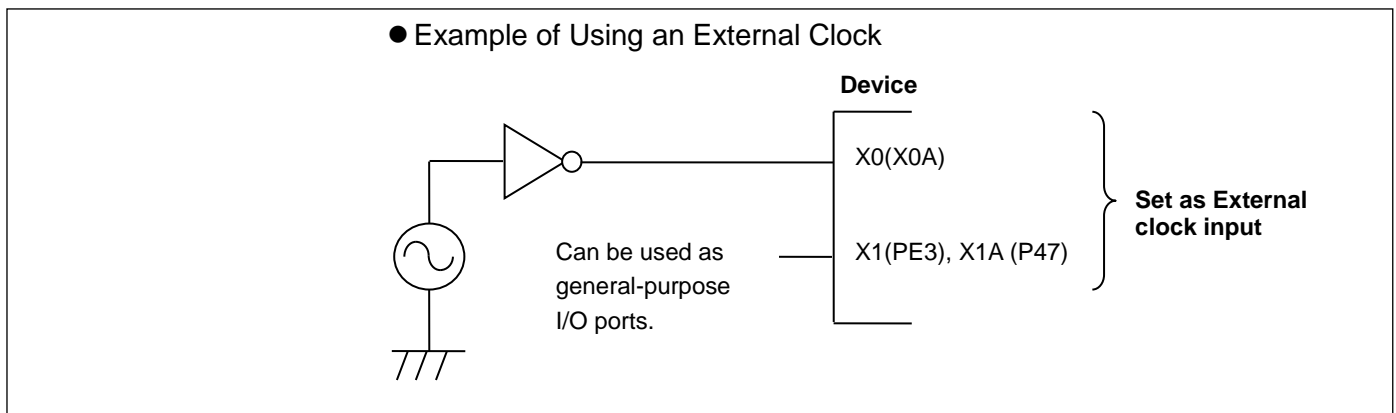 ● Example of Using an External Clock
Device
X0(X0A)
Set as External
clock input
Can be used as
general-purpose
I/O ports.
X1(PE3), X1A (P47)